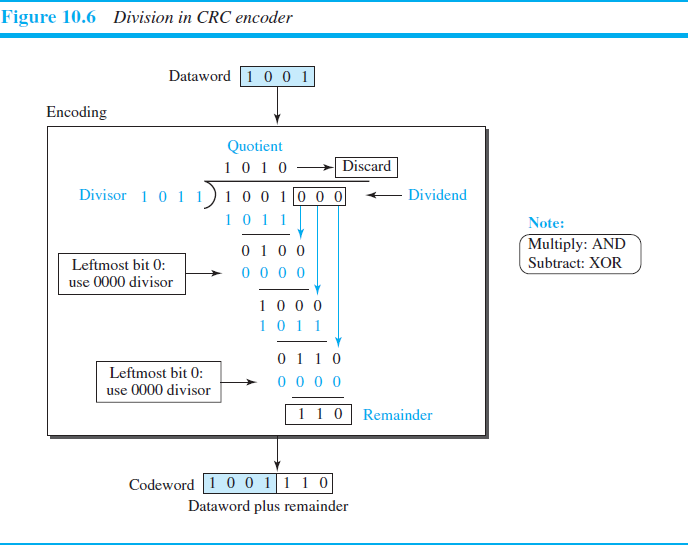 Figure 10.6 Division in CRC encoder
Dataword 1 0 0 1
Encoding
Quotient
1 0 1 0 Discard
Divisor 1 0 1 1 1 0 0 1 0 0 0 Dividend
1 0 1 1
Note:
0 1 0 0
Multiply: AND
Leftmost bit 0:
0 0 0 0
Subtract: XOR
use 0000 divisor
1 0 0 0
1 0 1 1
0 1 1 0
Leftmost bit 0:
0 0 0 0
use 0000 divisor
1 1 0 Remainder
Codeword 1 0 0 1 1 1 0
Dataword plus remainder